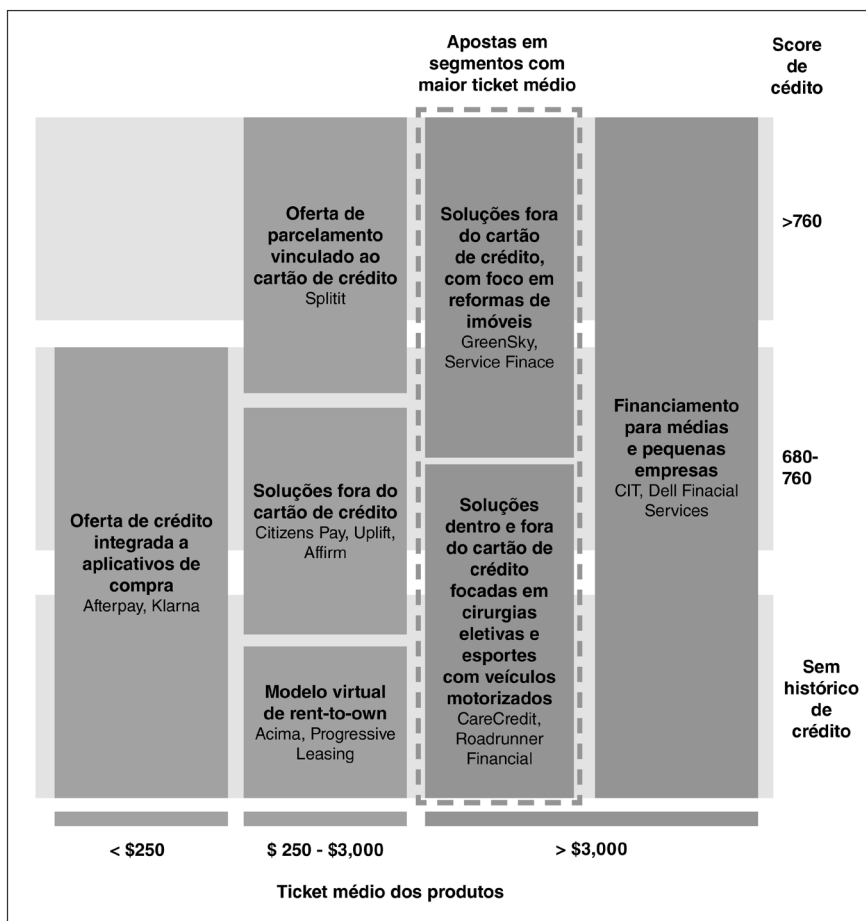 Apostas em
segmentos com
maior ticket médio
Score
de
cédito
Oferta de
parcelamento
vinculado ao
cartão de crédito
Splitit
Soluções fora
do cartão
de crédito,
com foco em
reformas de
imóveis
GreenSky,
Service Finace
>760
Oferta de crédito
integrada a
aplicativos de
compra
Afterpay, Klarna
Soluções fora do
cartão de crédito
Citizens Pay, Uplift,
Affirm
Soluções
dentro e fora
do cartão de
crédito
focadas em
cirurgias
eletivas e
esportes
com veículos
motorizados
CareCredit,
Roadrunner
Financial
Financiamento
para médias
e pequenas
empresas
CIT, Dell Finacial
Services
680-
760
Modelo virtual
de rent-to-own
Acima, Progressive
Leasing
Sem
histórico
de
crédito
< $250
$ 250 - $3,000
> $3,000
Ticket médio dos produtos